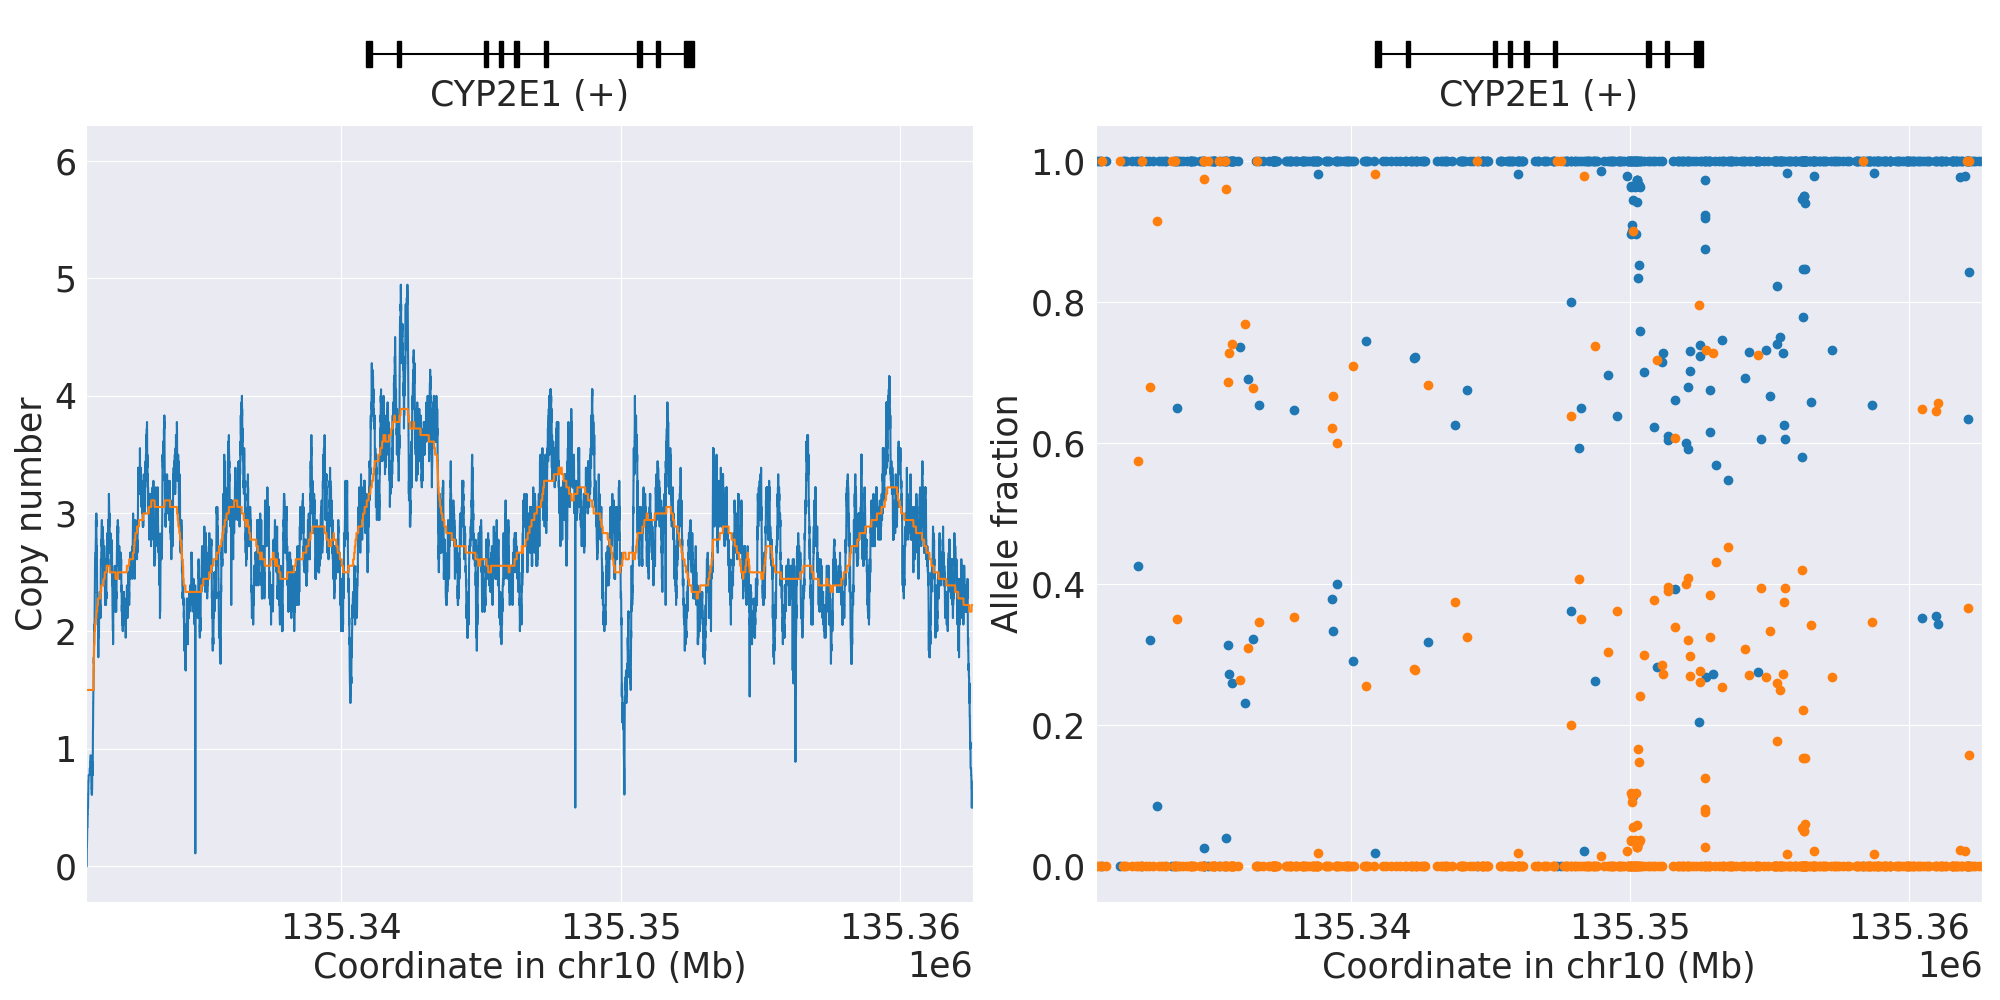 CYP2E1 (+)
6
5
4
3
2
1
0
Copy number
135.34 135.35 135.36
Coordinate in chr10 (Mb)
1e6
CYP2E1 (+)
1.0
0.8
0.6
0.4
0.2
0.0
Allele fraction
135.34 135.35 135.36
Coordinate in chr10 (Mb)
1e6